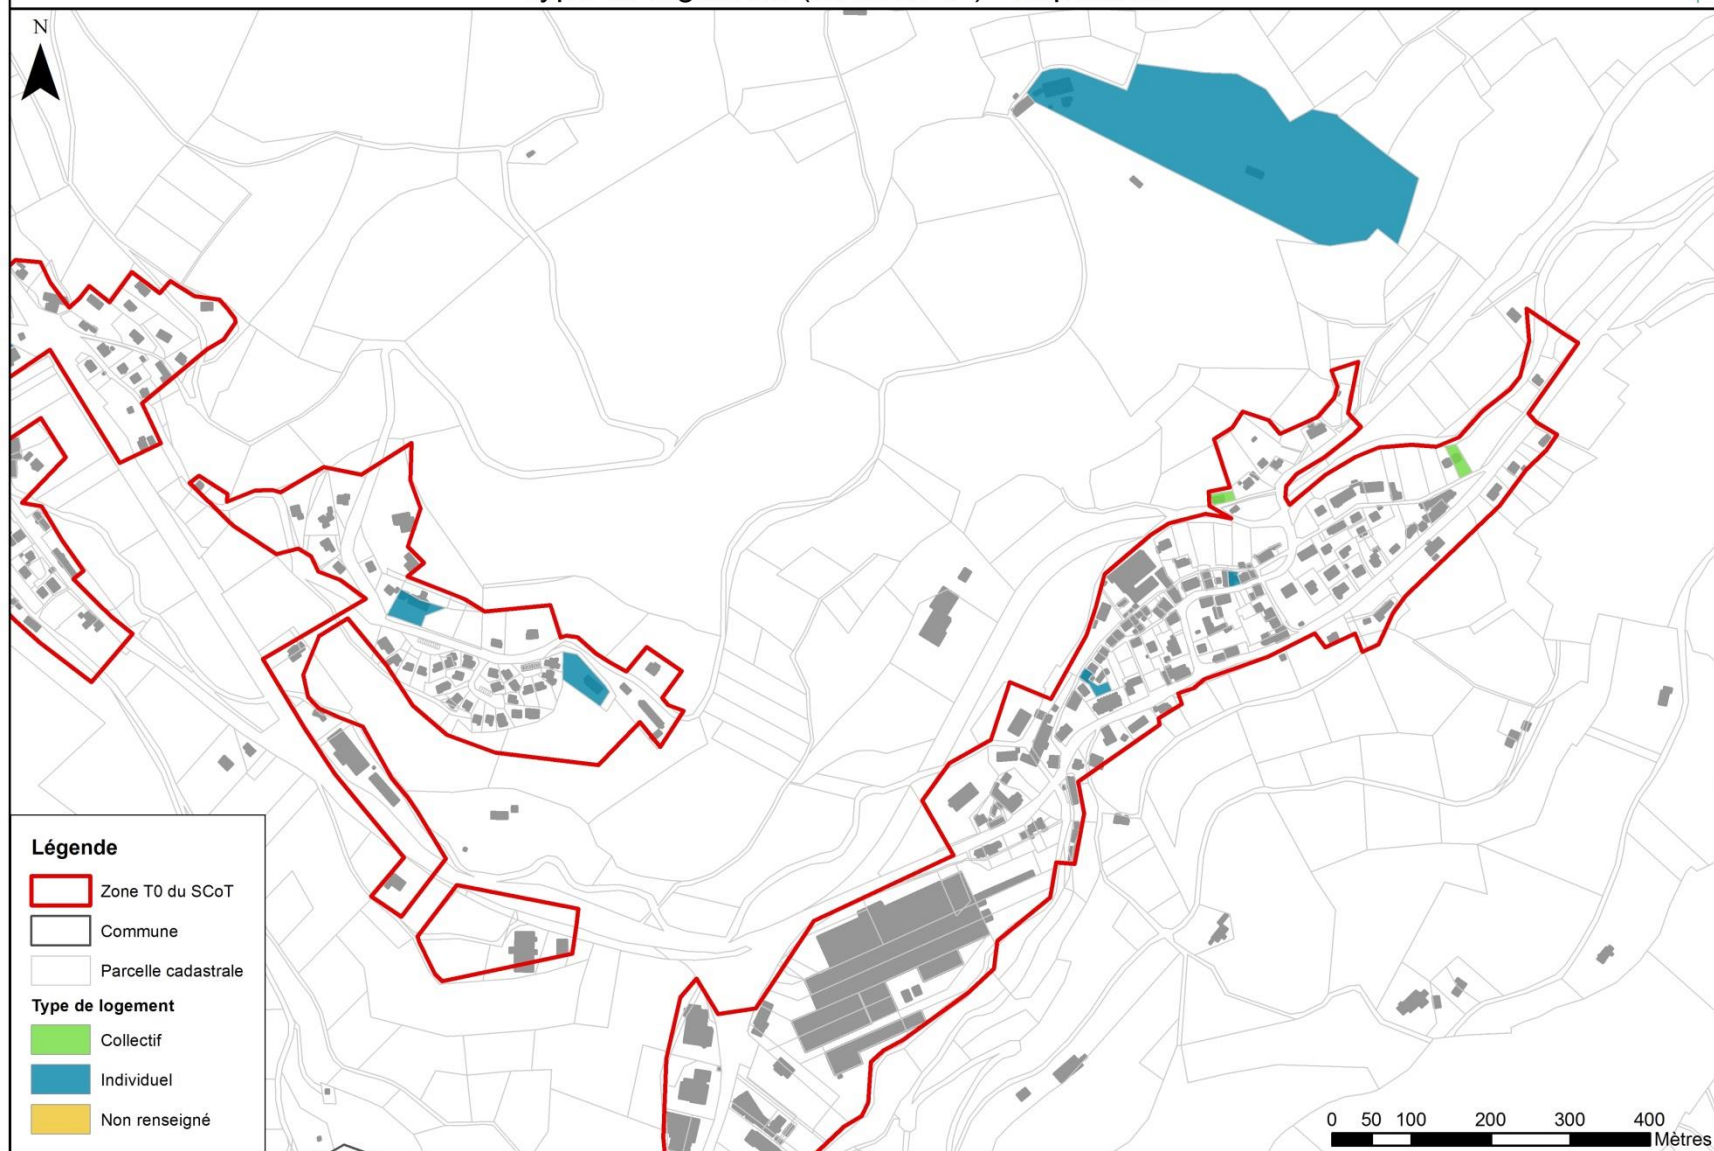 N
Légende
Zone T0 du SCoT
Commune
Parcelle cadastrale
Type de logement
Collectif
Individuel
Non renseigné
0 50 100 200 300 400
Mètres